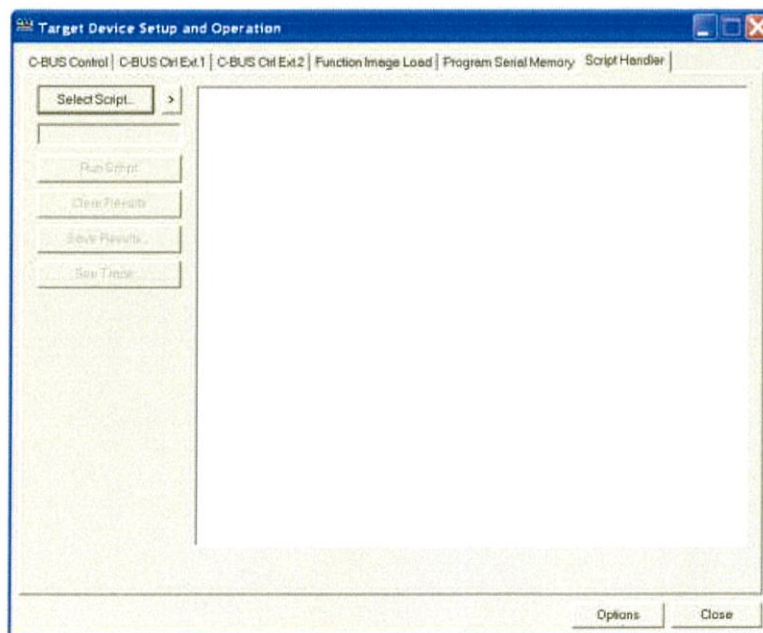 Target Device Setup and Operation
C-BUS Control C-BUS Ctrl Ext.1 C-BUS Ctrl Ext.2 Function Image Load Program Serial Memory Script Handler
Select Script... >
Run Script
Clear Results
Save Results...
See Trace...
Options Close